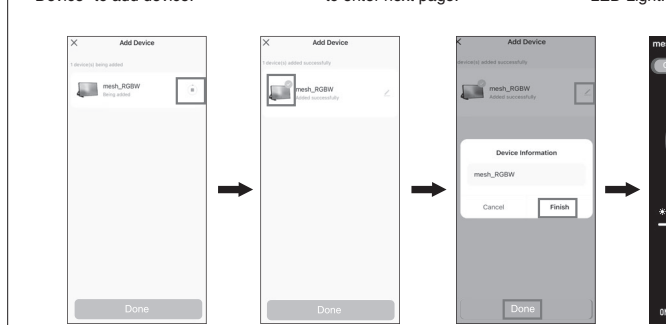 Device" to add device.
to enter next page.
LED
Add Device
1 device(s) being added
mesh_RGBW
Being added
Done
Add Device
1 device(s) added successfully
mesh_RGBW
Added successfully
Done
Add Device
device(s) added successfully
mesh_RGBW
Added successfully
Device Information
mesh_RGBW
Cancel
Finish
Done